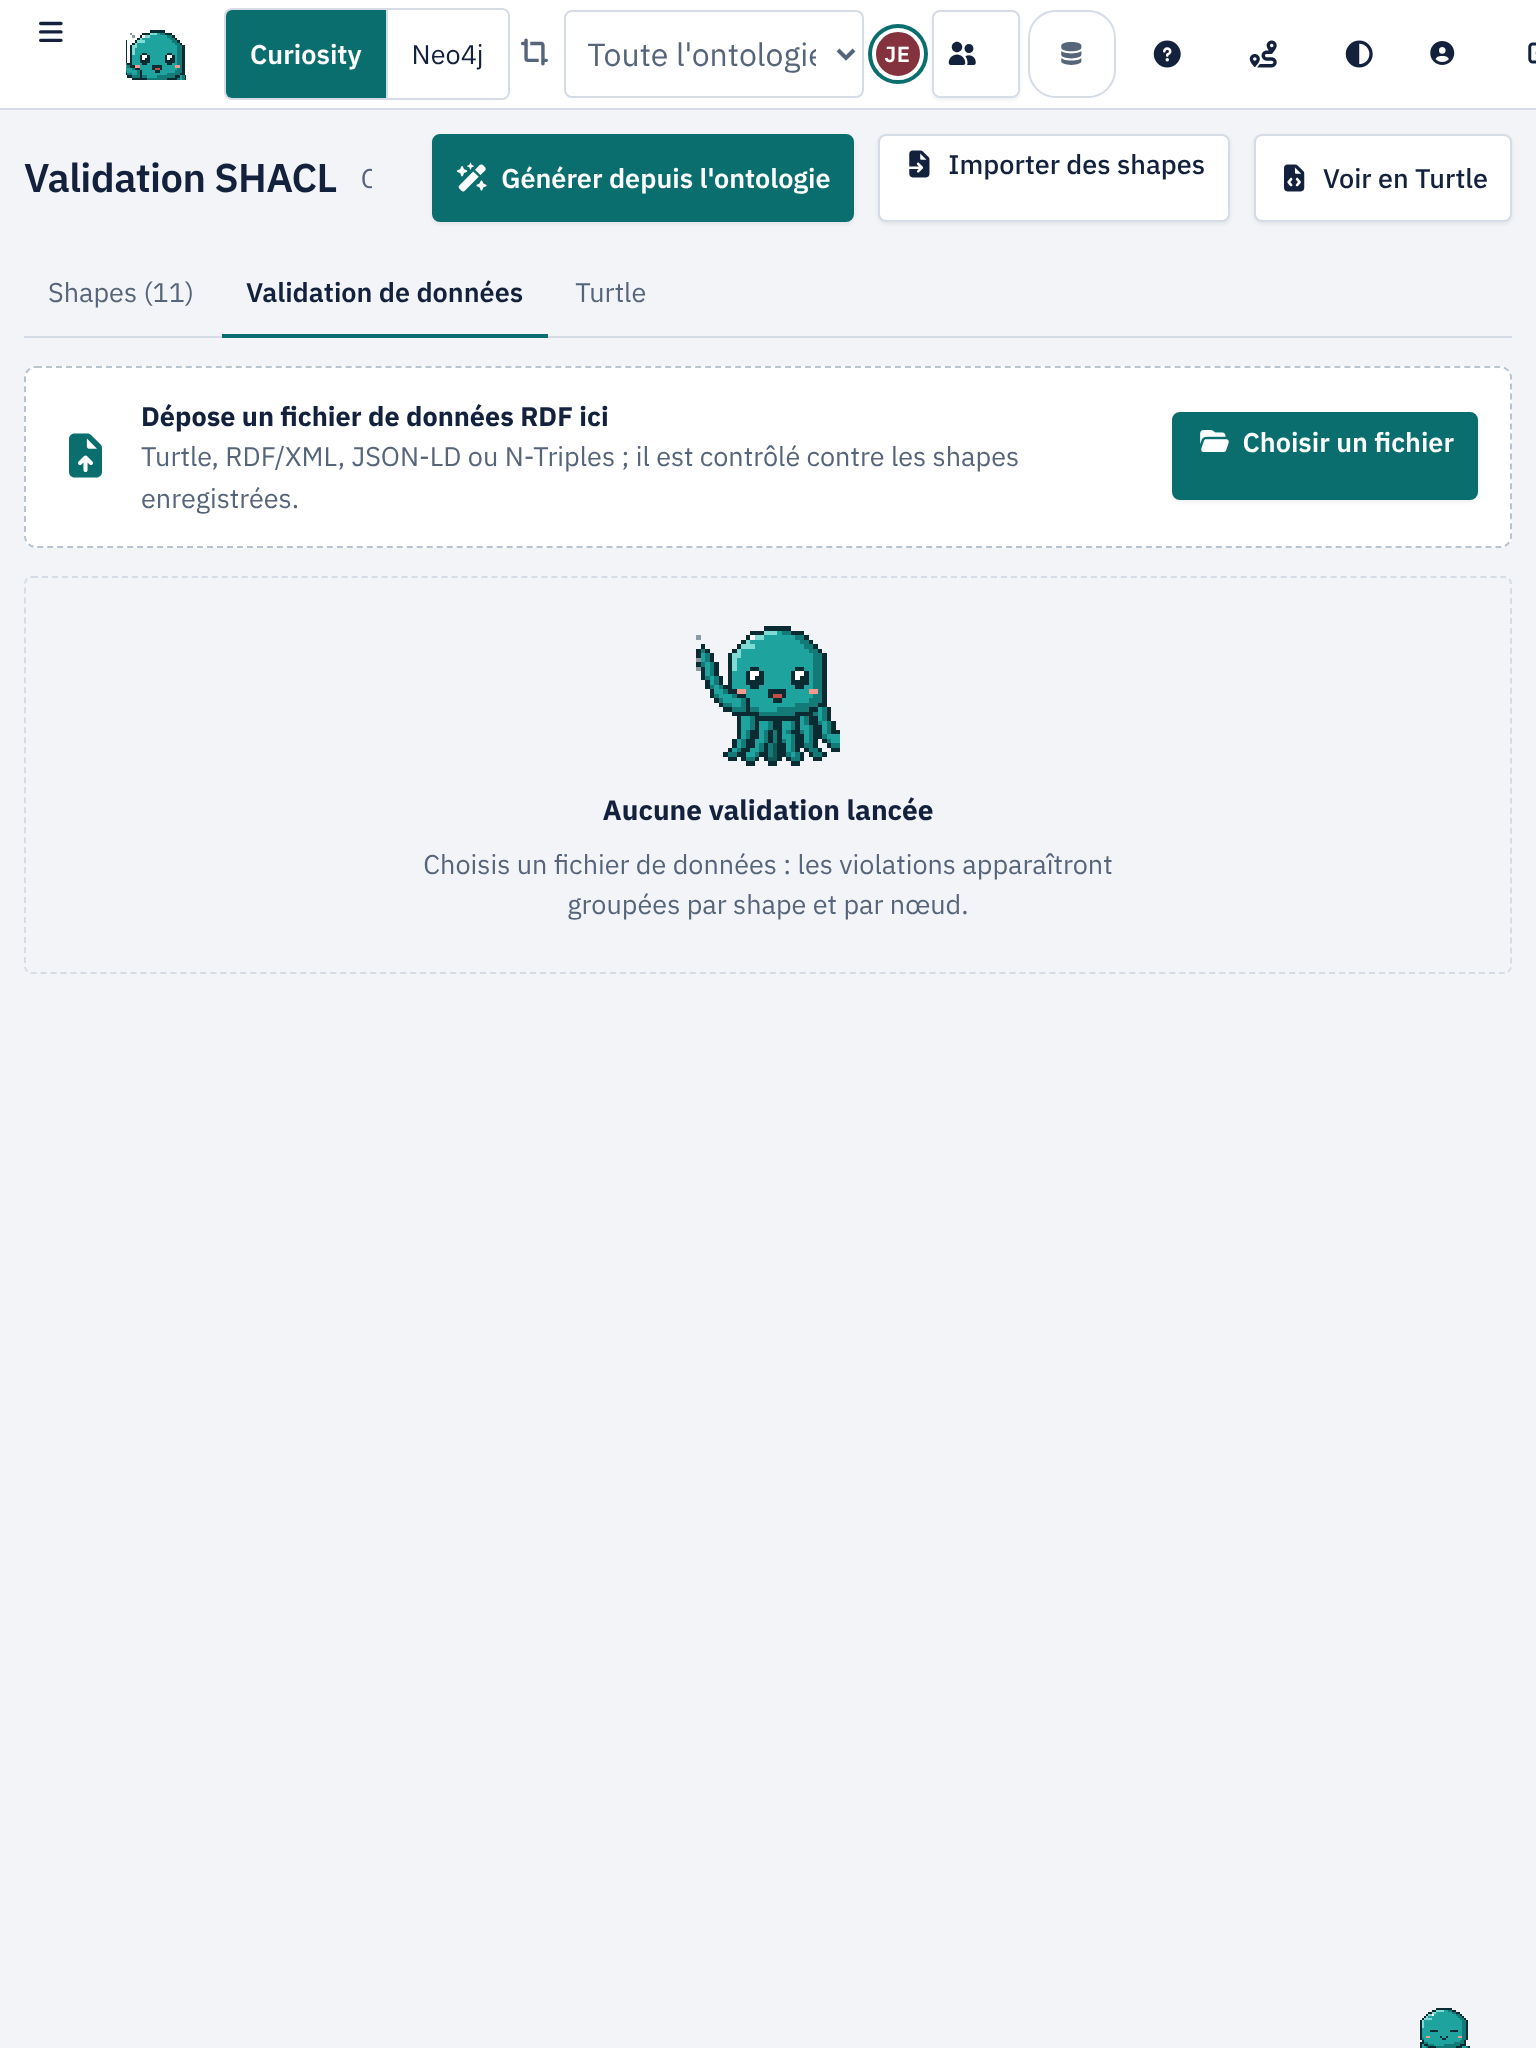 Curiosity Neo4j Toute l'ontologie JE
Validation SHACL Générer depuis l'ontologie Importer des shapes Voir en Turtle
Shapes (11) Validation de données Turtle
Dépose un fichier de données RDF ici
Turtle, RDF/XML, JSON-LD ou N-Triples ; il est contrôlé contre les shapes
enregistrées.
Choisir un fichier
Aucune validation lancée
Choisis un fichier de données : les violations apparaîtront
groupées par shape et par nœud.